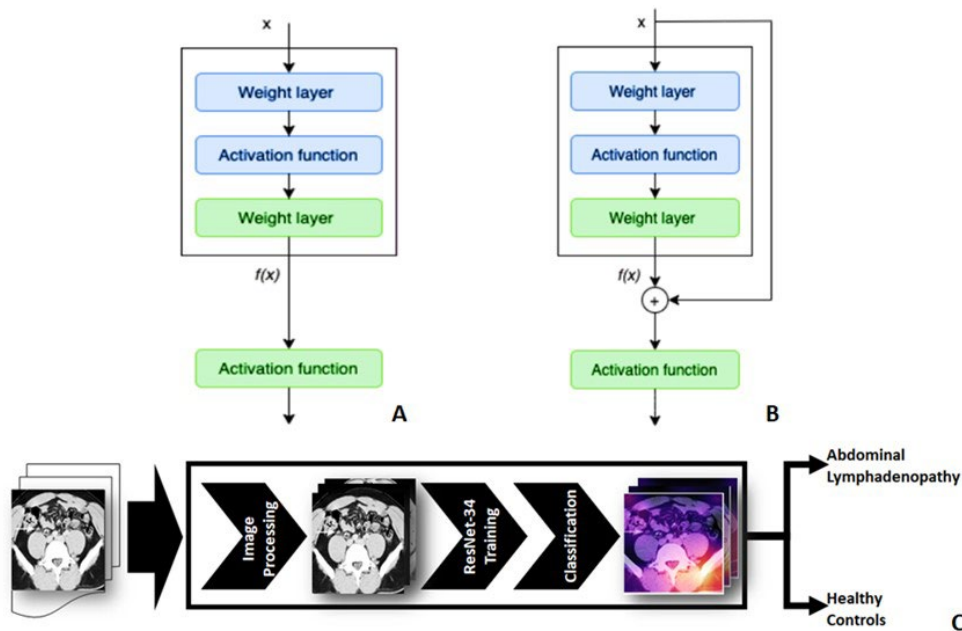 x
Weight layer
Activation function
Weight layer
f(x)
Activation function
A
x
Weight layer
Activation function
Weight layer
f(x)
+
Activation function
B
Image
Processing
ResNet-34
Training
Classification
Abdominal
Lymphadenopathy
Healthy
Controls
C